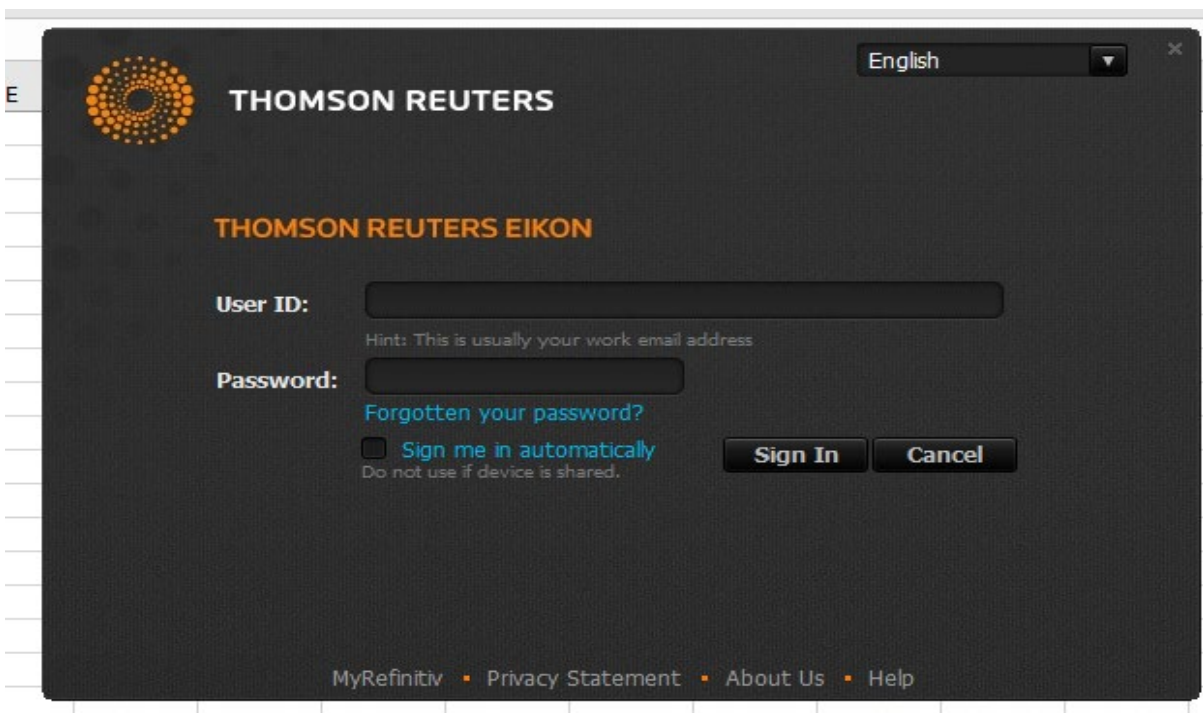 English
E
THOMSON REUTERS
THOMSON REUTERS EIKON
User ID:
Hint: This is usually your work email address
Password:
Forgotten your password?
Sign me in automatically
Do not use if device is shared.
Sign In Cancel
MyRefinitiv ▪ Privacy Statement ▪ About Us ▪ Help